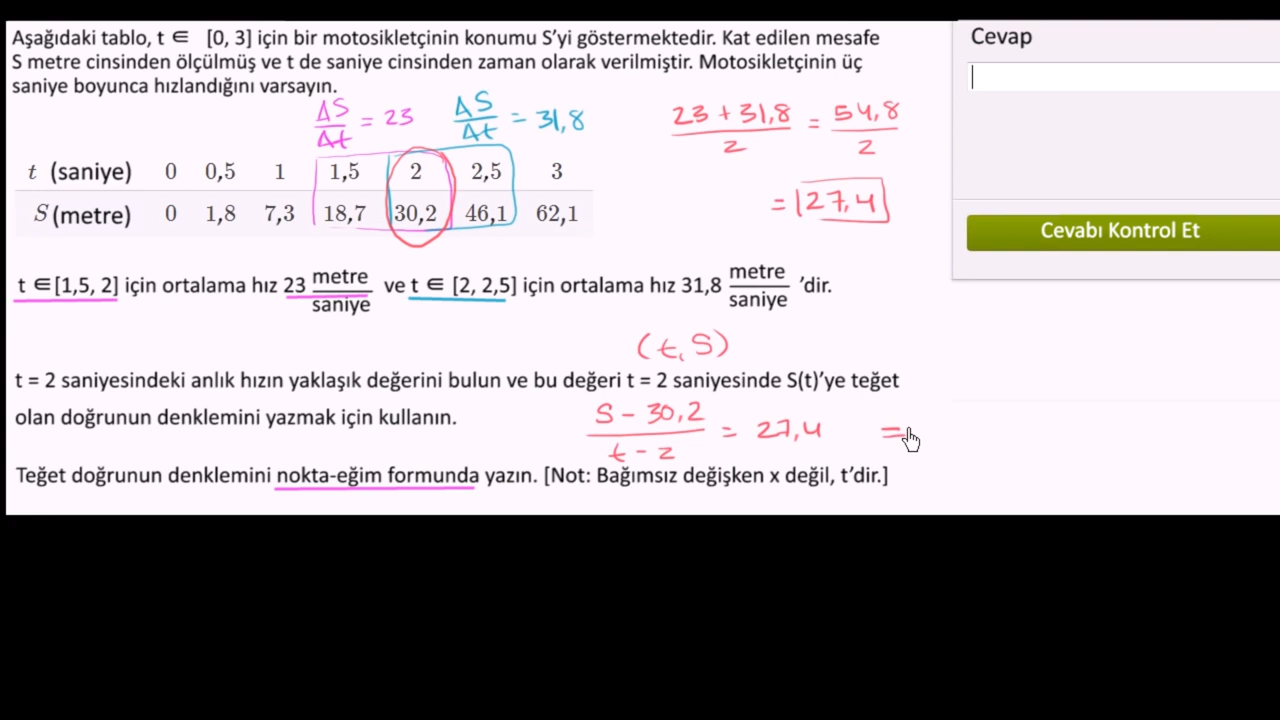 Aşağıdaki tablo, t ∈ [0, 3] için bir motosikletçinin konumu S'yi göstermektedir. Kat edilen mesafe
S metre cinsinden ölçülmüş ve t de saniye cinsinden zaman olarak verilmiştir. Motosikletçinin üç
saniye boyunca hızlandığını varsayın.
ΔS/Δt = 23 ΔS/Δt = 31,8
(23 + 31,8)/2 = 54,8/2
= 27,4
t (saniye) 0 0,5 1 1,5 2 2,5 3
S (metre) 0 1,8 7,3 18,7 30,2 46,1 62,1
t ∈ [1,5, 2] için ortalama hız 23 metre/saniye ve t ∈ [2, 2,5] için ortalama hız 31,8 metre/saniye 'dir.
(t, S)
t = 2 saniyesindeki anlık hızın yaklaşık değerini bulun ve bu değeri t = 2 saniyesinde S(t)'ye teğet
olan doğrunun denklemini yazmak için kullanın.
(S - 30,2)/(t - 2) = 27,4 =
Teğet doğrunun denklemini nokta-eğim formunda yazın. [Not: Bağımsız değişken x değil, t'dir.]
Cevap
Cevabı Kontrol Et